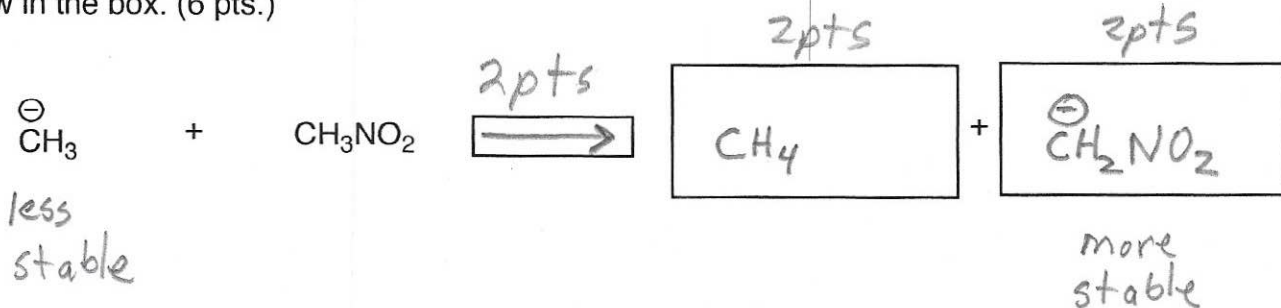 w in the box. (6 pts.)
2pts 2pts 2pts
⊖CH₃ + CH₃NO₂ → CH₄ + ⊖CH₂NO₂
less
stable
more
stable